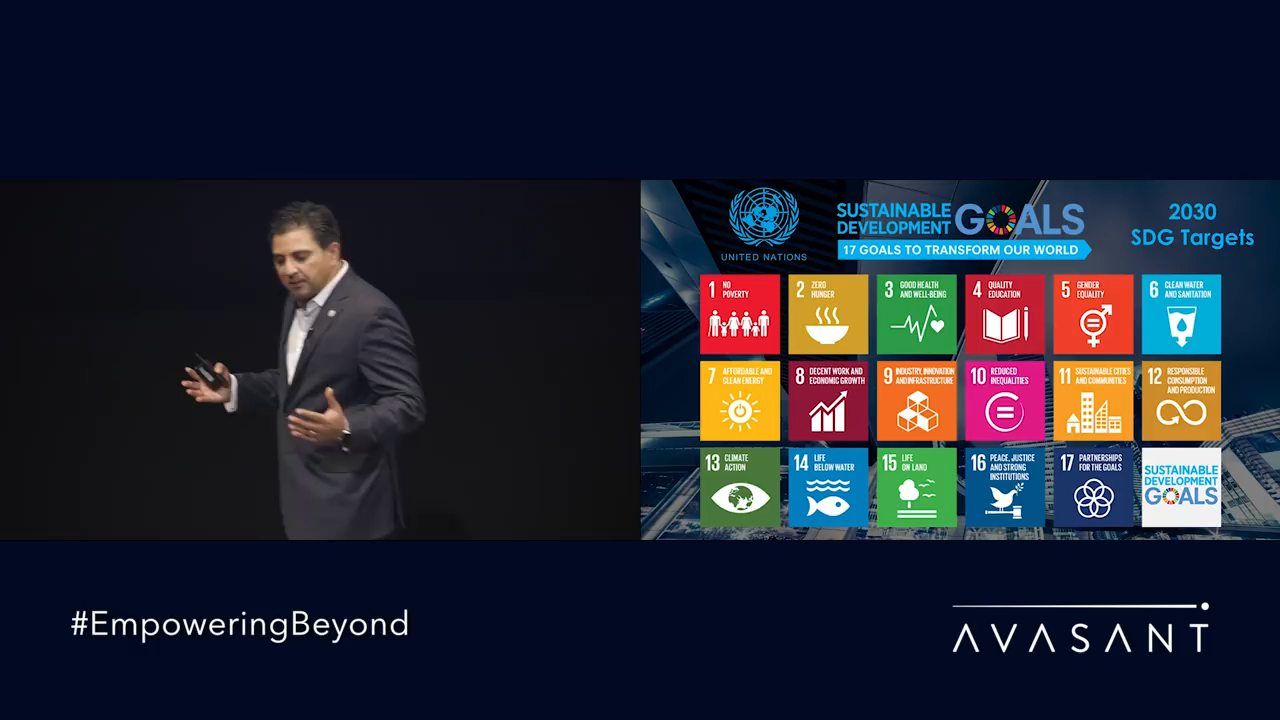 UNITED NATIONS
SUSTAINABLE
DEVELOPMENT
GOALS
17 GOALS TO TRANSFORM OUR WORLD
2030
SDG Targets
1 NO
POVERTY
2 ZERO
HUNGER
3 GOOD HEALTH
AND WELL-BEING
4 QUALITY
EDUCATION
5 GENDER
EQUALITY
6 CLEAN WATER
AND SANITATION
7 AFFORDABLE AND
CLEAN ENERGY
8 DECENT WORK AND
ECONOMIC GROWTH
9 INDUSTRY, INNOVATION
AND INFRASTRUCTURE
10 REDUCED
INEQUALITIES
11 SUSTAINABLE CITIES
AND COMMUNITIES
12 RESPONSIBLE
CONSUMPTION
AND PRODUCTION
13 CLIMATE
ACTION
14 LIFE
BELOW WATER
15 LIFE
ON LAND
16 PEACE, JUSTICE
AND STRONG
INSTITUTIONS
17 PARTNERSHIPS
FOR THE GOALS
SUSTAINABLE
DEVELOPMENT
GOALS
#EmpoweringBeyond
AVASANT